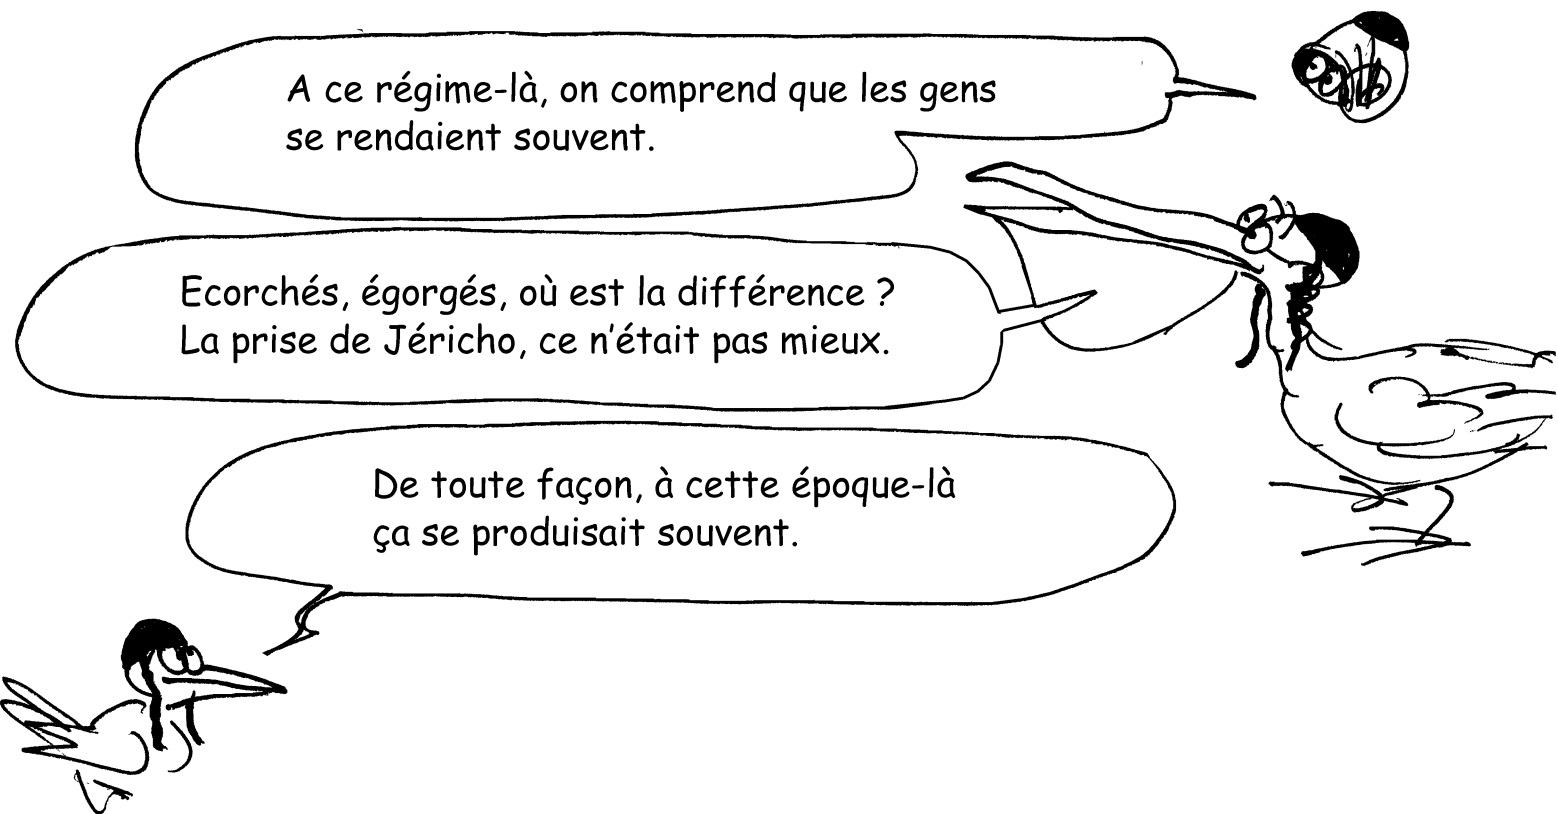 A ce régime-là, on comprend que les gens
se rendaient souvent.
Ecorchés, égorgés, où est la différence ?
La prise de Jéricho, ce n'était pas mieux.
De toute façon, à cette époque-là
ça se produisait souvent.